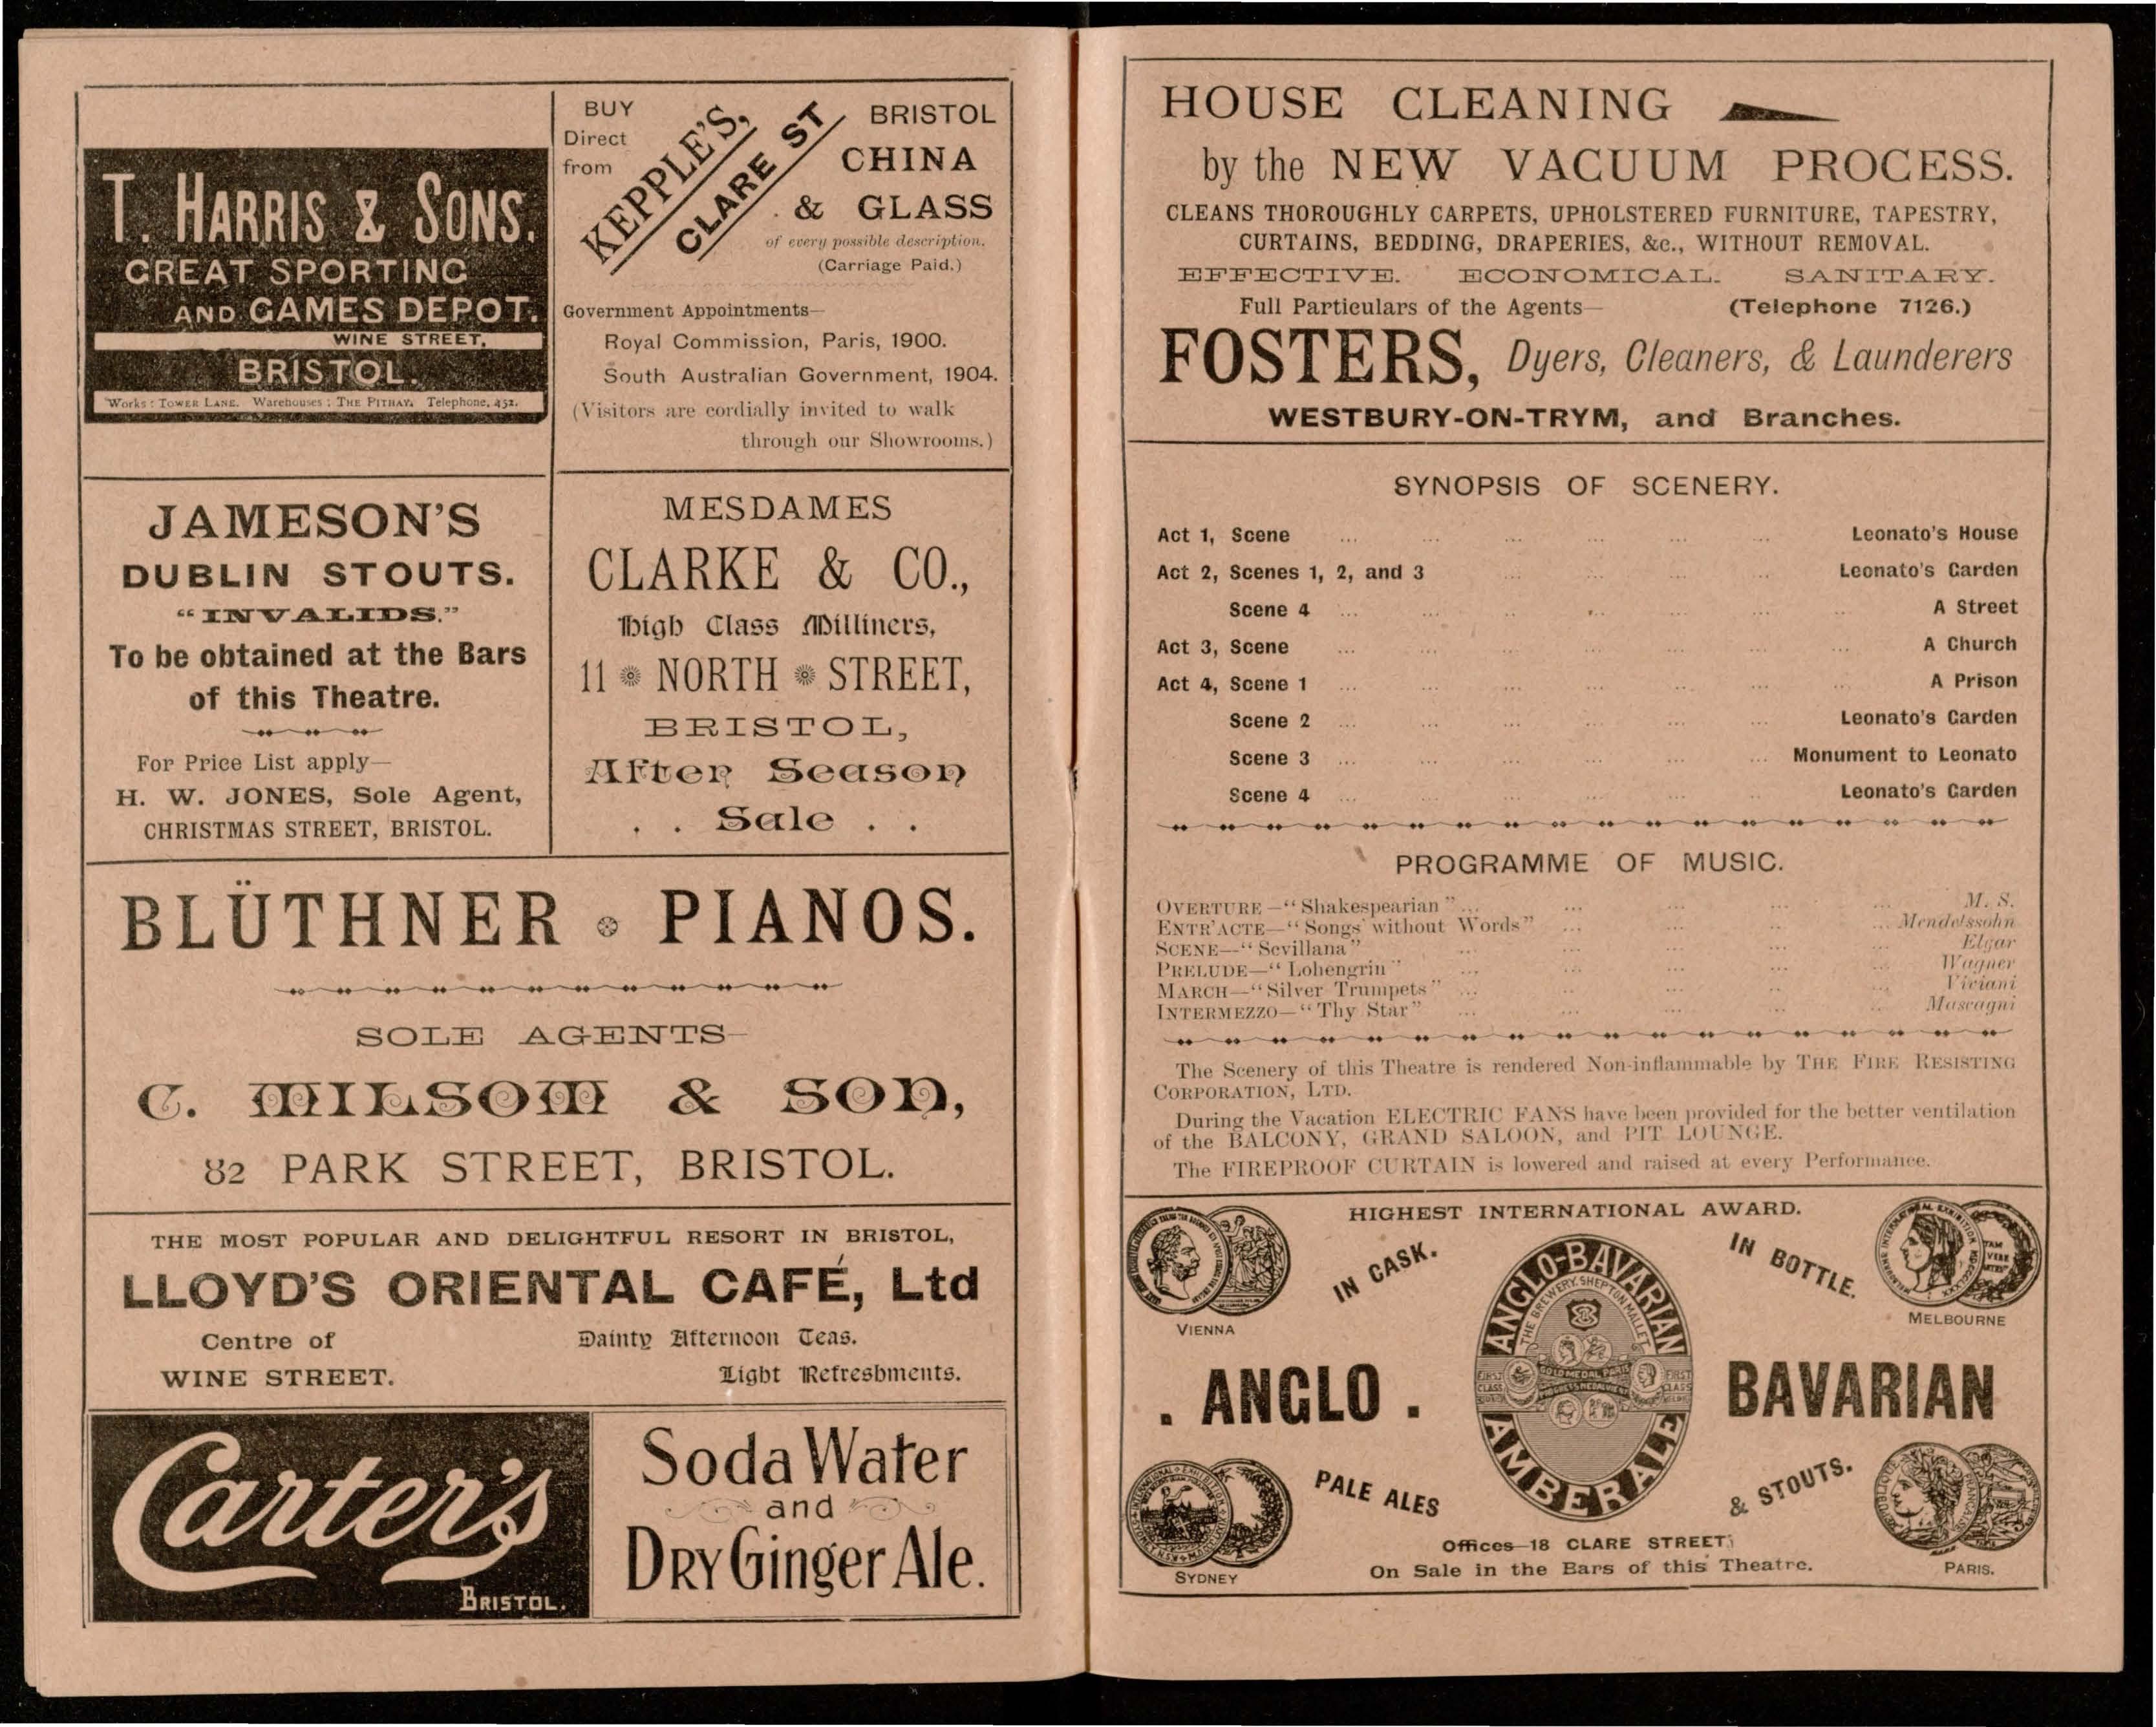 T. HARRIS & SONS.
GREAT SPORTING
AND GAMES DEPOT.
WINE STREET,
BRISTOL.
Works: TOWER LANE. Warehouses: THE PITHAY. Telephone, 452.
BUY
Direct
from
KEPPLE'S,
CLARE ST
BRISTOL
CHINA
& GLASS
of every possible description.
(Carriage Paid.)
Government Appointments—
Royal Commission, Paris, 1900.
South Australian Government, 1904.
(Visitors are cordially invited to walk
through our Showrooms.)
JAMESON'S
DUBLIN STOUTS.
"INVALIDS."
To be obtained at the Bars
of this Theatre.
For Price List apply—
H. W. JONES, Sole Agent,
CHRISTMAS STREET, BRISTOL.
MESDAMES
CLARKE & CO.,
High Class Milliners,
11 NORTH STREET,
BRISTOL,
After Season
. . Sale . .
BLÜTHNER PIANOS.
SOLE AGENTS—
C. MILSOM & SON,
82 PARK STREET, BRISTOL.
THE MOST POPULAR AND DELIGHTFUL RESORT IN BRISTOL,
LLOYD'S ORIENTAL CAFÉ, Ltd
Centre of Dainty Afternoon Teas.
WINE STREET. Light Refreshments.
Carter's
BRISTOL.
Soda Water
and
DRY Ginger Ale.
HOUSE CLEANING
by the NEW VACUUM PROCESS.
CLEANS THOROUGHLY CARPETS, UPHOLSTERED FURNITURE, TAPESTRY,
CURTAINS, BEDDING, DRAPERIES, &c., WITHOUT REMOVAL.
EFFECTIVE. ECONOMICAL. SANITARY.
Full Particulars of the Agents— (Telephone 7126.)
FOSTERS, Dyers, Cleaners, & Launderers
WESTBURY-ON-TRYM, and Branches.
SYNOPSIS OF SCENERY.
Act 1, Scene ... ... ... ... ... ... Leonato's House
Act 2, Scenes 1, 2, and 3 ... ... ... ... Leonato's Garden
Scene 4 ... ... ... ... ... ... ... A Street
Act 3, Scene ... ... ... ... ... ... ... A Church
Act 4, Scene 1 ... ... ... ... ... ... ... A Prison
Scene 2 ... ... ... ... ... ... Leonato's Garden
Scene 3 ... ... ... ... ... ... Monument to Leonato
Scene 4 ... ... ... ... ... ... Leonato's Garden
PROGRAMME OF MUSIC.
OVERTURE—"Shakespearian" ... ... ... ... ... M. S.
ENTR'ACTE—"Songs without Words" ... ... ... ... Mendelssohn
SCENE—"Sevillana" ... ... ... ... ... Elgar
PRELUDE—"Lohengrin" ... ... ... ... ... Wagner
MARCH—"Silver Trumpets" ... ... ... ... ... Viviani
INTERMEZZO—"Thy Star" ... ... ... ... ... Mascagni
The Scenery of this Theatre is rendered Non-inflammable by THE FIRE RESISTING
CORPORATION, LTD.
During the Vacation ELECTRIC FANS have been provided for the better ventilation
of the BALCONY, GRAND SALOON, and PIT LOUNGE.
The FIREPROOF CURTAIN is lowered and raised at every Performance.
HIGHEST INTERNATIONAL AWARD.
IN CASK.
IN BOTTLE.
VIENNA
MELBOURNE
ANGLO-BAVARIAN
THE BREWERY. SHEPTON MALLET
GOLD MEDAL PARIS
FIRST CLASS
FIRST CLASS
AMBER ALE
. ANGLO . BAVARIAN
PALE ALES
& STOUTS.
SYDNEY
PARIS.
Offices—18 CLARE STREET,
On Sale in the Bars of this Theatre.